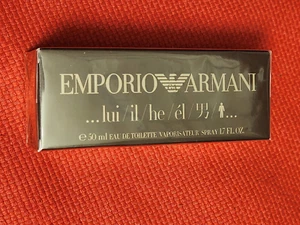 EMPORIO ARMANI
...lui/il/he/él/男/...
℮ 50 ml EAU DE TOILETTE VAPORISATEUR SPRAY 1.7 FL. OZ.